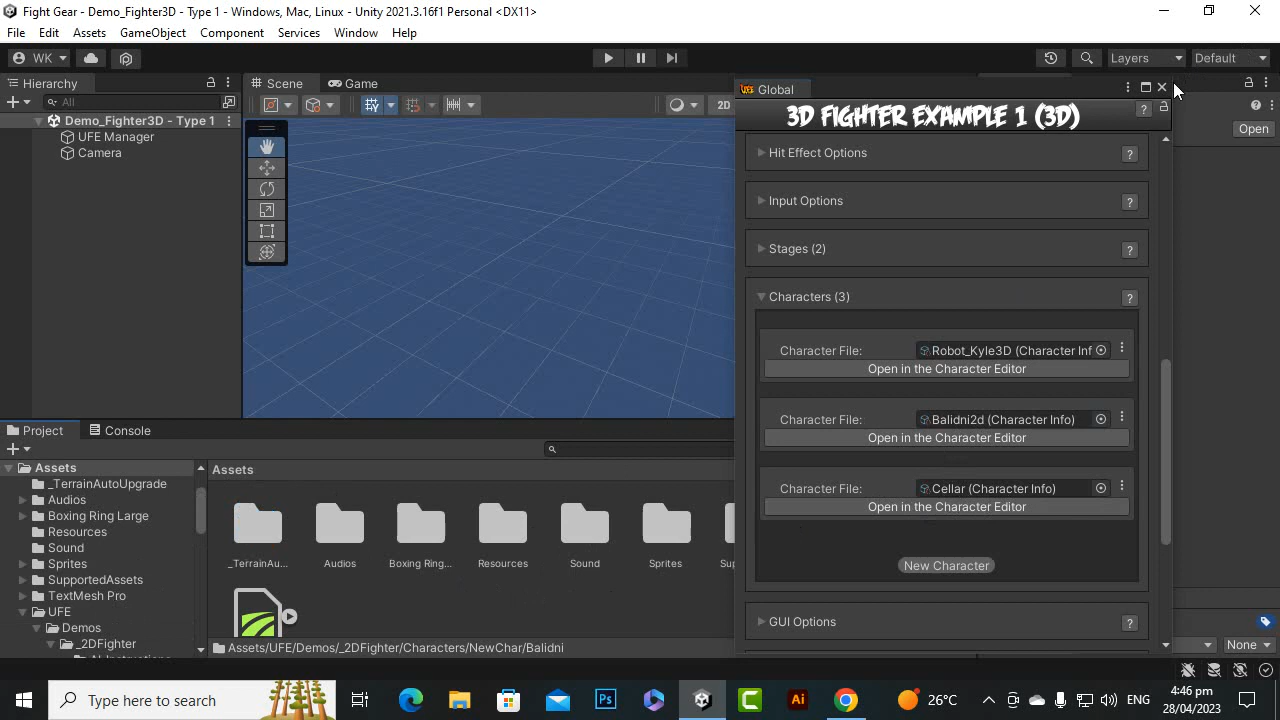 Fight Gear - Demo_Fighter3D - Type 1 - Windows, Mac, Linux - Unity 2021.3.16f1 Personal <DX11>
File Edit Assets GameObject Component Services Window Help
WK Layers Default
Hierarchy Scene Game
All 2D
Demo_Fighter3D - Type 1
UFE Manager
Camera
Global
3D FIGHTER EXAMPLE 1 (3D)
Open
Hit Effect Options
Input Options
Stages (2)
Characters (3)
Character File: Robot_Kyle3D (Character Inf
Open in the Character Editor
Character File: Balidni2d (Character Info)
Open in the Character Editor
Character File: Cellar (Character Info)
Open in the Character Editor
New Character
GUI Options
None
Project Console
Assets
_TerrainAutoUpgrade
Audios
Boxing Ring Large
Resources
Sound
Sprites
SupportedAssets
TextMesh Pro
UFE
Demos
_2DFighter
Assets
_TerrainAu... Audios Boxing Ring... Resources Sound Sprites
Assets/UFE/Demos/_2DFighter/Characters/NewChar/Balidni
Type here to search
Ps
Ai
26°C
ENG
4:46 pm
28/04/2023